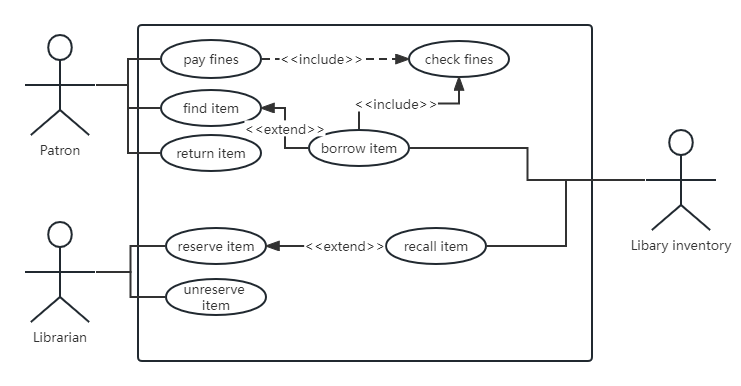 pay fines
<<include>>
check fines
find item
<<include>>
<<extend>>
Patron
return item
borrow item
Libary inventory
reserve item
<<extend>>
recall item
unreserve
item
Librarian